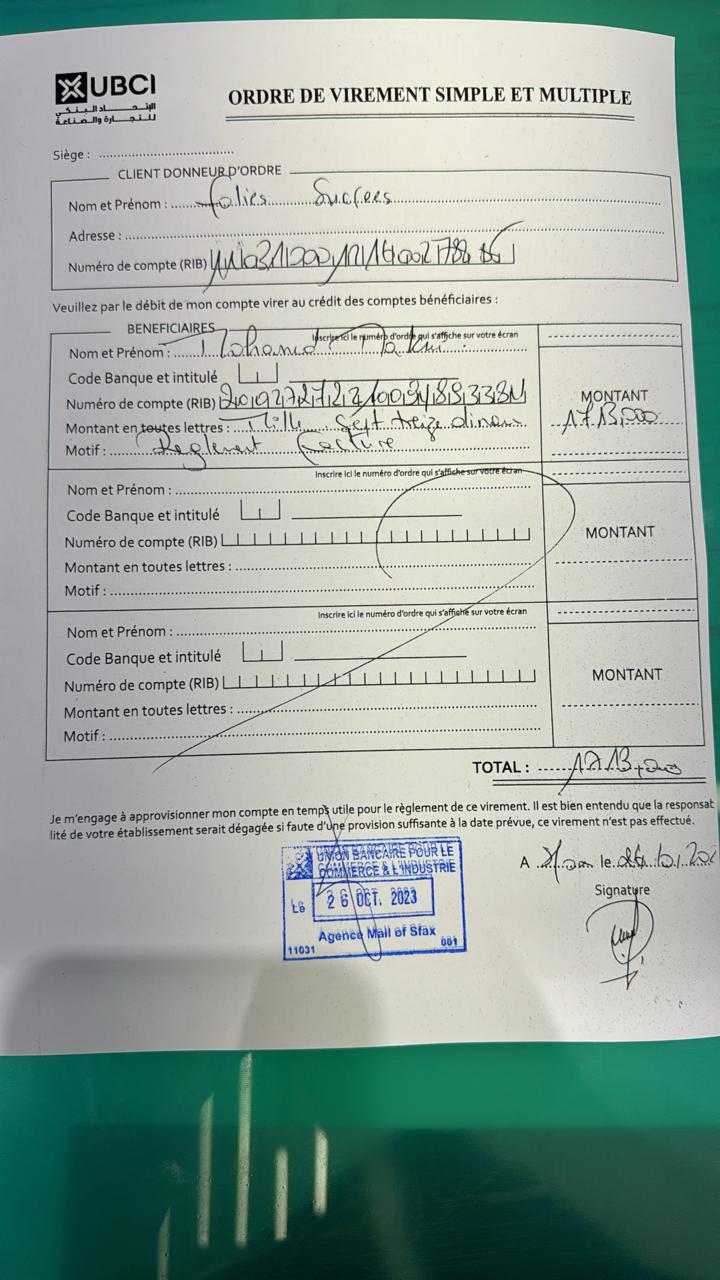 UBCI
الإتحاد البنكي
للتجارة والصناعة
ORDRE DE VIREMENT SIMPLE ET MULTIPLE
Siège :
CLIENT DONNEUR D'ORDRE
Nom et Prénom : Folies Sucrees
Adresse :
Numéro de compte (RIB)
Veuillez par le débit de mon compte virer au crédit des comptes bénéficiaires :
BENEFICIAIRES
Inscrire ici le numéro d'ordre qui s'affiche sur votre écran
Nom et Prénom : Mohamed
Code Banque et intitulé
Numéro de compte (RIB)
MONTANT
Montant en toutes lettres : Mille Sept treize dinars
1713,000
Motif : Reglement facture
Inscrire ici le numéro d'ordre qui s'affiche sur votre écran
Nom et Prénom :
Code Banque et intitulé
Numéro de compte (RIB)
MONTANT
Montant en toutes lettres :
Motif :
Inscrire ici le numéro d'ordre qui s'affiche sur votre écran
Nom et Prénom :
Code Banque et intitulé
Numéro de compte (RIB)
MONTANT
Montant en toutes lettres :
Motif :
TOTAL : 1713,000
Je m'engage à approvisionner mon compte en temps utile pour le règlement de ce virement. Il est bien entendu que la responsabi
lité de votre établissement serait dégagée si faute d'une provision suffisante à la date prévue, ce virement n'est pas effectué.
UNION BANCAIRE POUR LE
COMMERCE & L'INDUSTRIE
Le 26 OCT. 2023
Agence Mall of Sfax
11031 001
A le
Signature